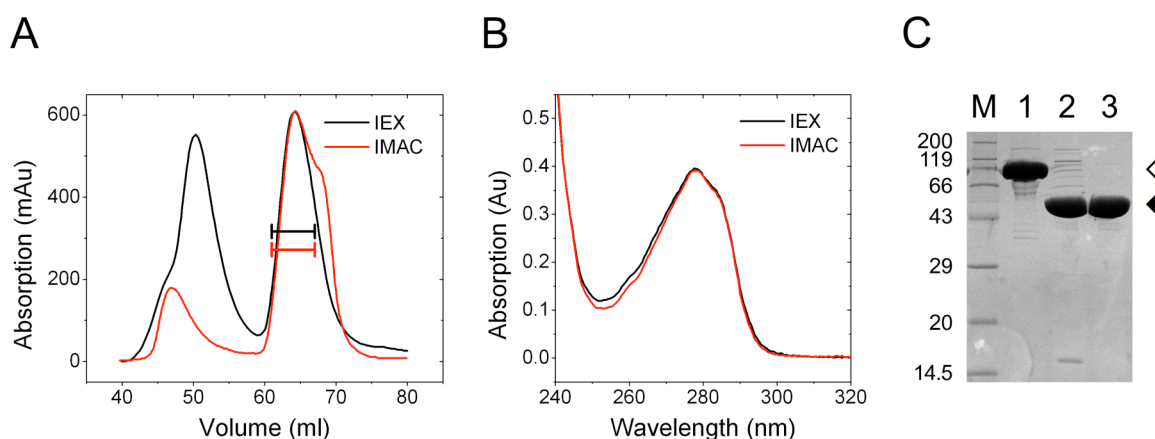 A
Absorption (mAu)
600
400
200
0
IEX
IMAC
40 50 60 70 80
Volume (ml)
B
Absorption (Au)
0.5
0.4
0.3
0.2
0.1
0.0
IEX
IMAC
240 260 280 300 320
Wavelength (nm)
C
M 1 2 3
200
119
66
43
29
20
14.5